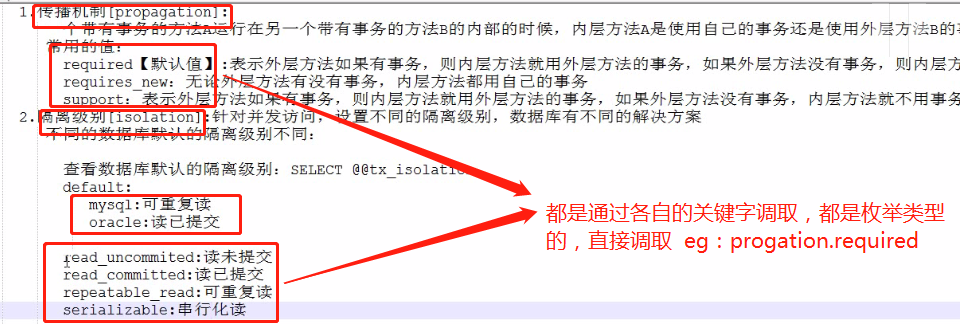 1.传播机制[propagation]:
一个带有事务的方法A运行在另一个带有事务的方法B的内部的时候，内层方法A是使用自己的事务还是使用外层方法B的事
常用的值:
required【默认值】:表示外层方法如果有事务，则内层方法就用外层方法的事务，如果外层方法没有事务，则内层方
requires_new: 无论外层方法有没有事务，内层方法都用自己的事务
support: 表示外层方法如果有事务，则内层方法就用外层方法的事务，如果外层方法没有事务，内层方法就不用事务
2.隔离级别[isolation]:针对并发访问，设置不同的隔离级别，数据库有不同的解决方案
不同的数据库默认的隔离级别不同:
查看数据库默认的隔离级别: SELECT @@tx_isolatio
default:
mysql:可重复读
oracle:读已提交
都是通过各自的关键字调取，都是枚举类型
的，直接调取 eg：progation.required
read_uncommited:读未提交
read_committed:读已提交
repeatable_read:可重复读
serializable:串行化读